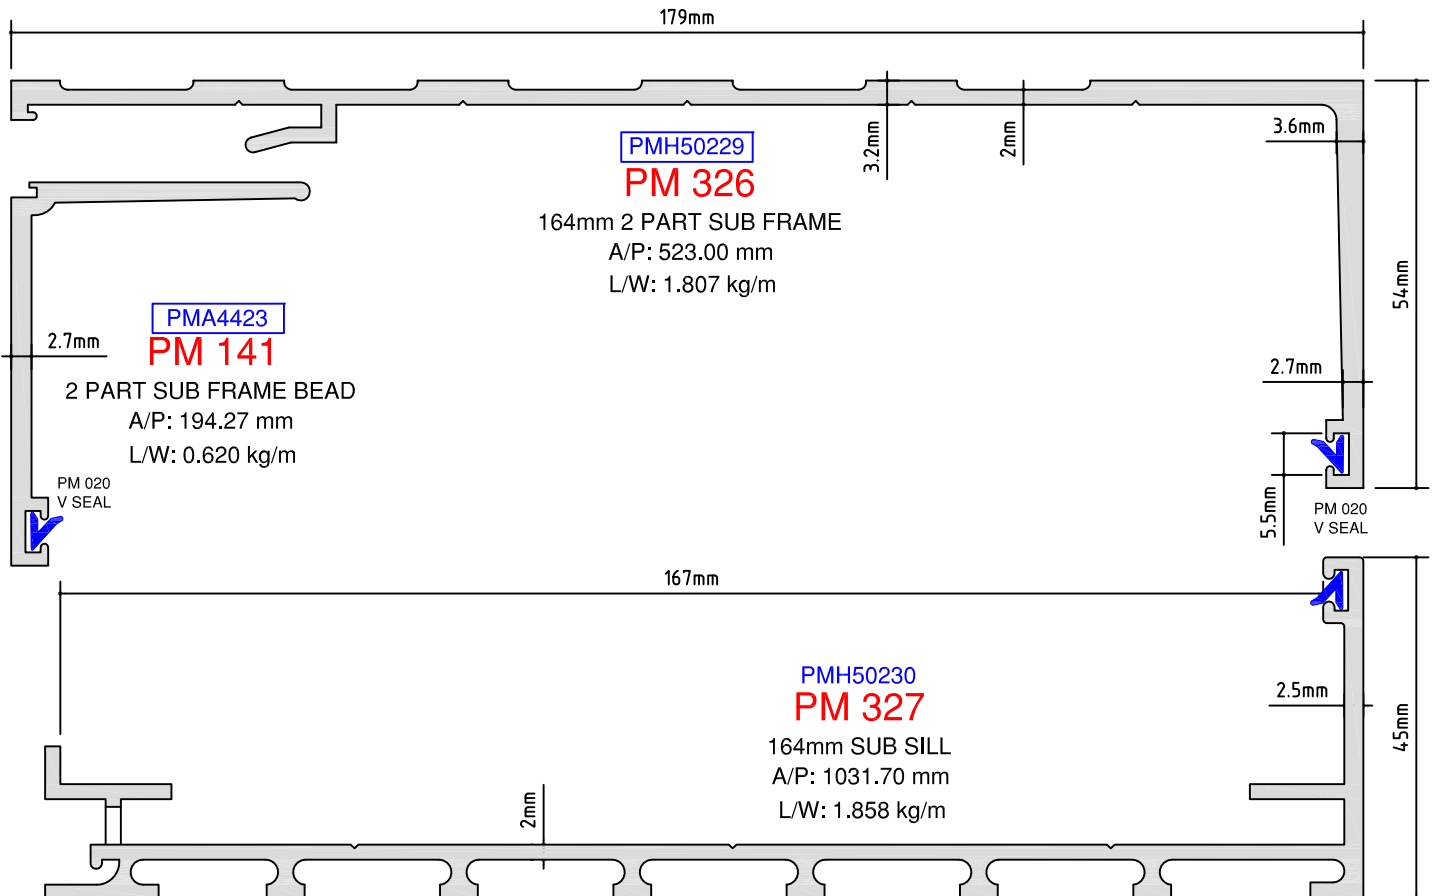 179mm
3.6mm
3.2mm
2mm
PMH50229
PM 326
164mm 2 PART SUB FRAME
A/P: 523.00 mm
L/W: 1.807 kg/m
54mm
PMA4423
2.7mm
PM 141
2 PART SUB FRAME BEAD
A/P: 194.27 mm
L/W: 0.620 kg/m
2.7mm
PM 020
V SEAL
5.5mm
PM 020
V SEAL
167mm
PMH50230
PM 327
164mm SUB SILL
A/P: 1031.70 mm
L/W: 1.858 kg/m
2.5mm
45mm
2mm